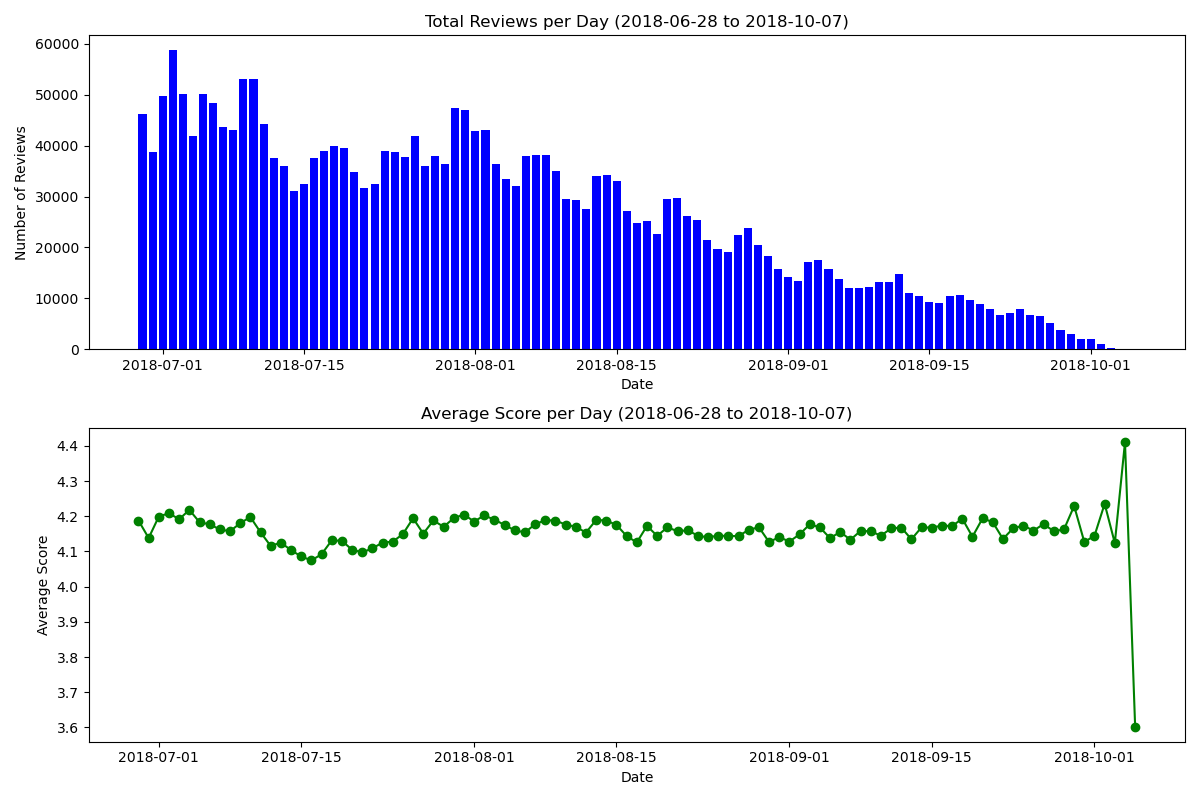 Total Reviews per Day (2018-06-28 to 2018-10-07)
60000
50000
40000
30000
20000
10000
0
Number of Reviews
2018-07-01 2018-07-15 2018-08-01 2018-08-15 2018-09-01 2018-09-15 2018-10-01
Date
Average Score per Day (2018-06-28 to 2018-10-07)
4.4
4.3
4.2
4.1
4.0
3.9
3.8
3.7
3.6
Average Score
2018-07-01 2018-07-15 2018-08-01 2018-08-15 2018-09-01 2018-09-15 2018-10-01
Date